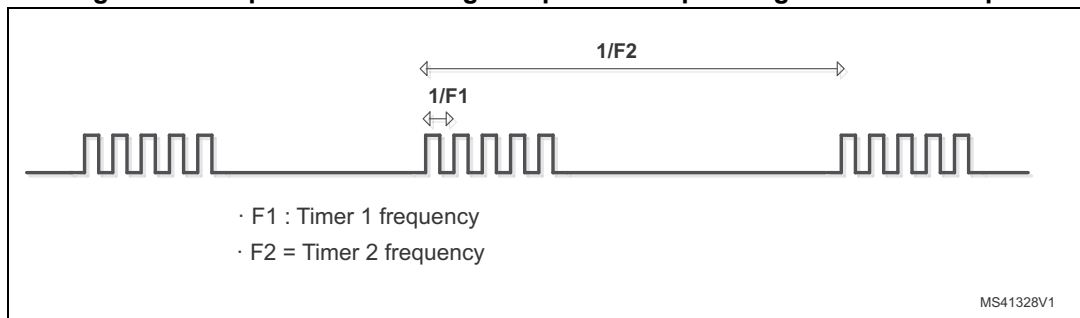 1/F2
1/F1
· F1 : Timer 1 frequency
· F2 = Timer 2 frequency
MS41328V1